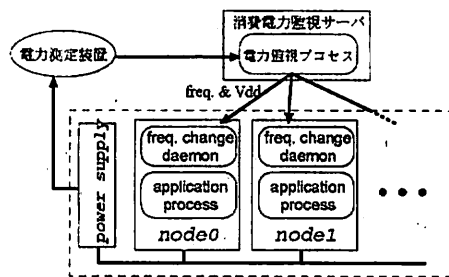 消費電力監視サーバ
電力測定装置
電力監視プロセス
freq. & Vdd
power supply
freq. change
daemon
application
process
node0
freq. change
daemon
application
process
node1